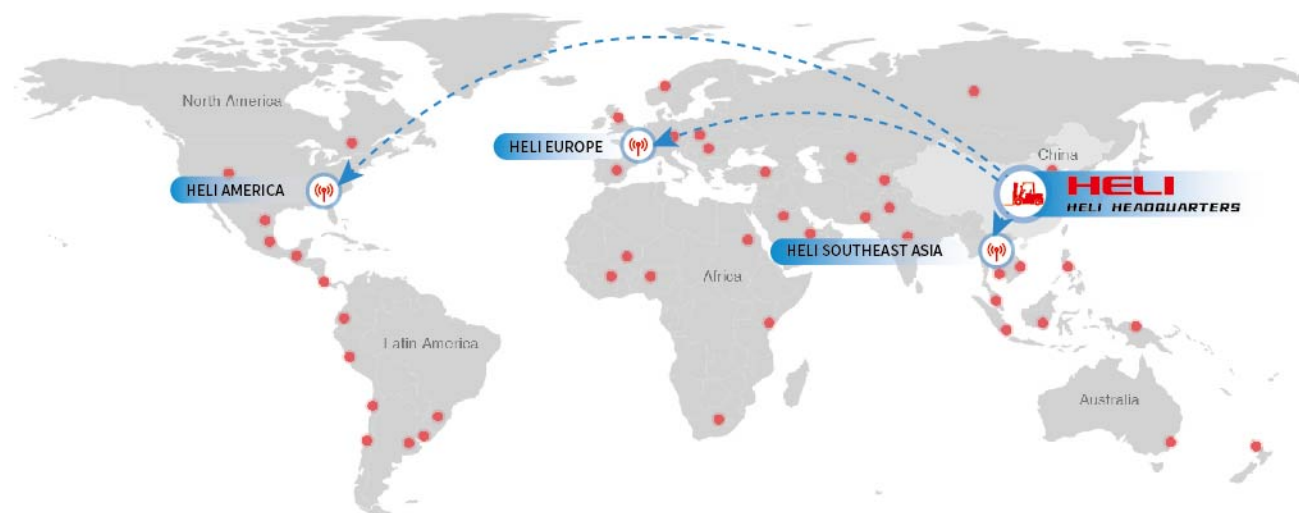 North America
HELI EUROPE
China
HELI AMERICA
HELI
HELI HEADQUARTERS
HELI SOUTHEAST ASIA
Africa
Latin America
Australia